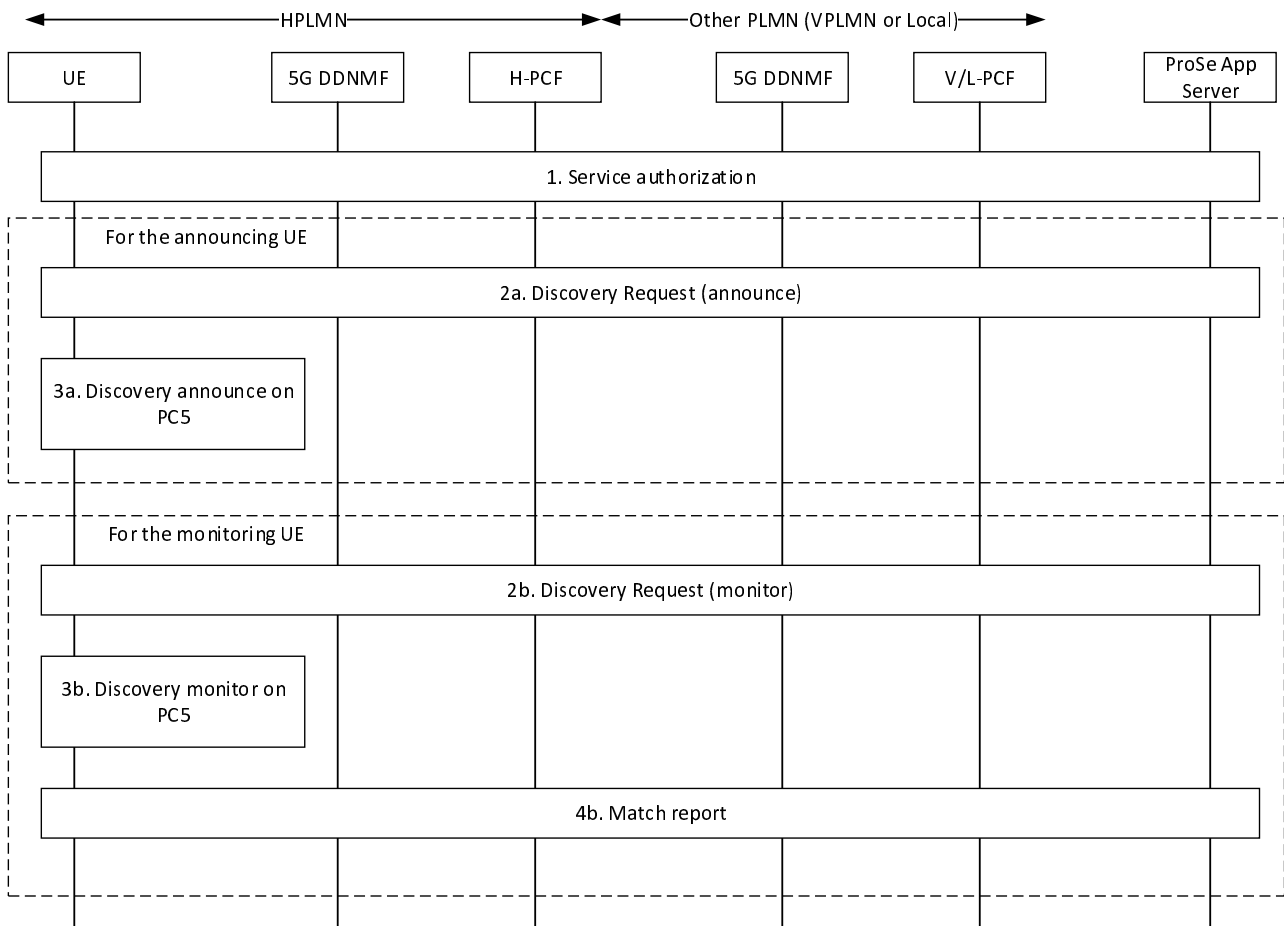 HPLMN
Other PLMN (VPLMN or Local)
UE
5G DDNMF
H-PCF
5G DDNMF
V/L-PCF
ProSe App
Server
1. Service authorization
For the announcing UE
2a. Discovery Request (announce)
3a. Discovery announce on
PC5
For the monitoring UE
2b. Discovery Request (monitor)
3b. Discovery monitor on
PC5
4b. Match report